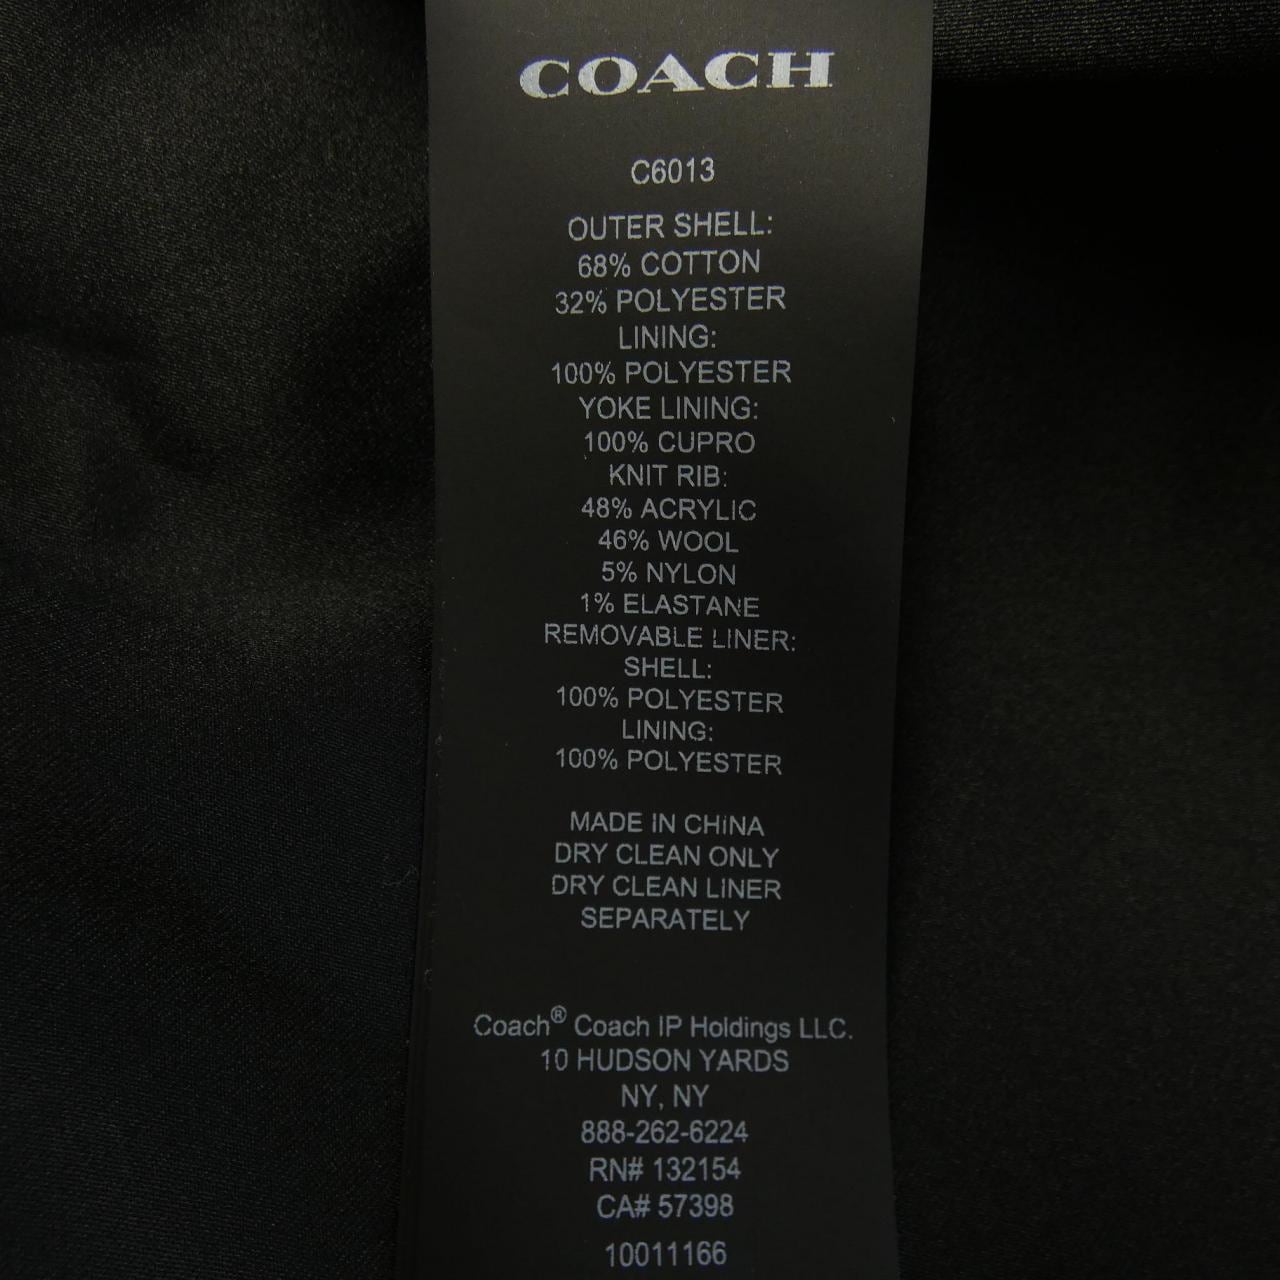 COACH
C6013
OUTER SHELL:
68% COTTON
32% POLYESTER
LINING:
100% POLYESTER
YOKE LINING:
100% CUPRO
KNIT RIB:
48% ACRYLIC
46% WOOL
5% NYLON
1% ELASTANE
REMOVABLE LINER:
SHELL:
100% POLYESTER
LINING:
100% POLYESTER
MADE IN CHINA
DRY CLEAN ONLY
DRY CLEAN LINER
SEPARATELY
Coach® Coach IP Holdings LLC.
10 HUDSON YARDS
NY, NY
888-262-6224
RN# 132154
CA# 57398
10011166